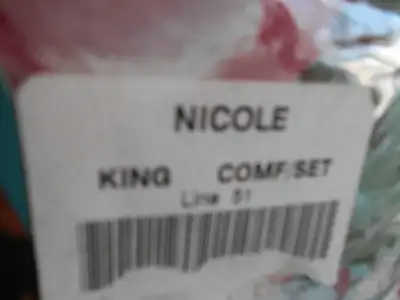 NICOLE
KING COMF/SET
Line 51